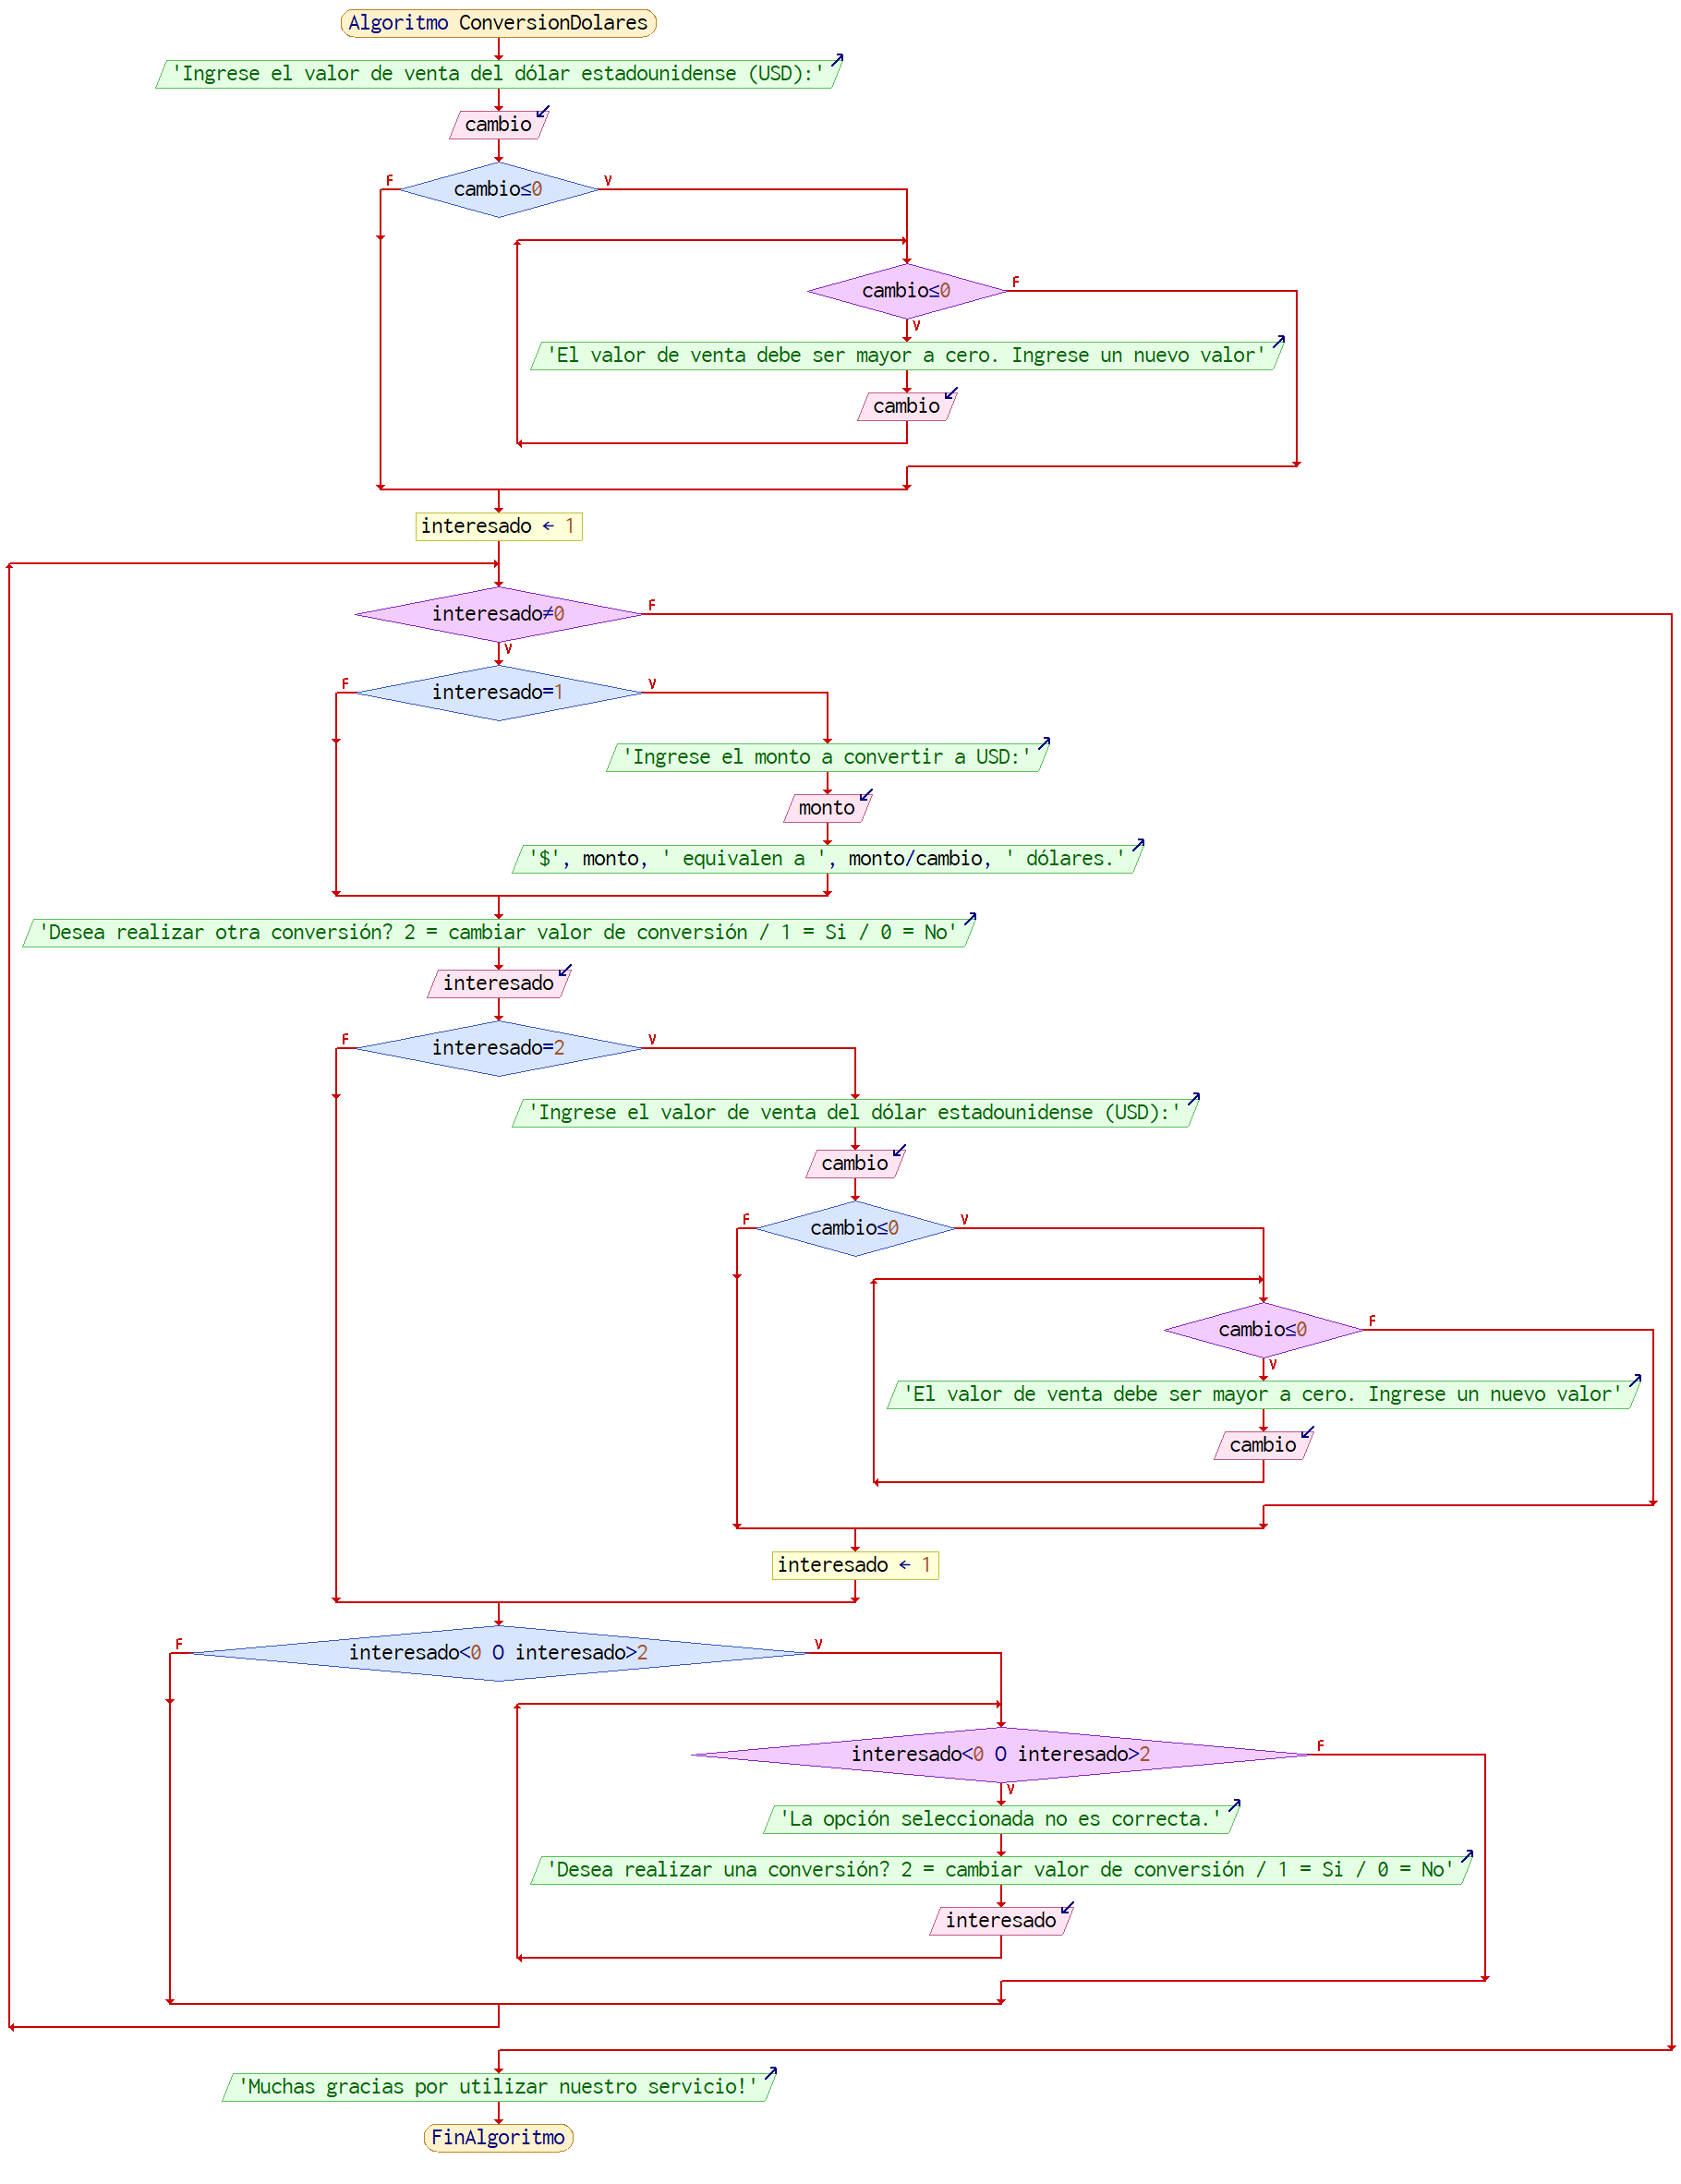 Algoritmo ConversionDolares
'Ingrese el valor de venta del dólar estadounidense (USD):'
cambio
cambio≤0
F
V
cambio≤0
F
V
'El valor de venta debe ser mayor a cero. Ingrese un nuevo valor'
cambio
interesado ← 1
interesado≠0
F
V
interesado=1
F
V
'Ingrese el monto a convertir a USD:'
monto
'$', monto, ' equivalen a ', monto/cambio, ' dólares.'
'Desea realizar otra conversión? 2 = cambiar valor de conversión / 1 = Si / 0 = No'
interesado
interesado=2
F
V
'Ingrese el valor de venta del dólar estadounidense (USD):'
cambio
cambio≤0
F
V
cambio≤0
F
V
'El valor de venta debe ser mayor a cero. Ingrese un nuevo valor'
cambio
interesado ← 1
interesado<0 O interesado>2
F
V
interesado<0 O interesado>2
F
V
'La opción seleccionada no es correcta.'
'Desea realizar una conversión? 2 = cambiar valor de conversión / 1 = Si / 0 = No'
interesado
'Muchas gracias por utilizar nuestro servicio!'
FinAlgoritmo